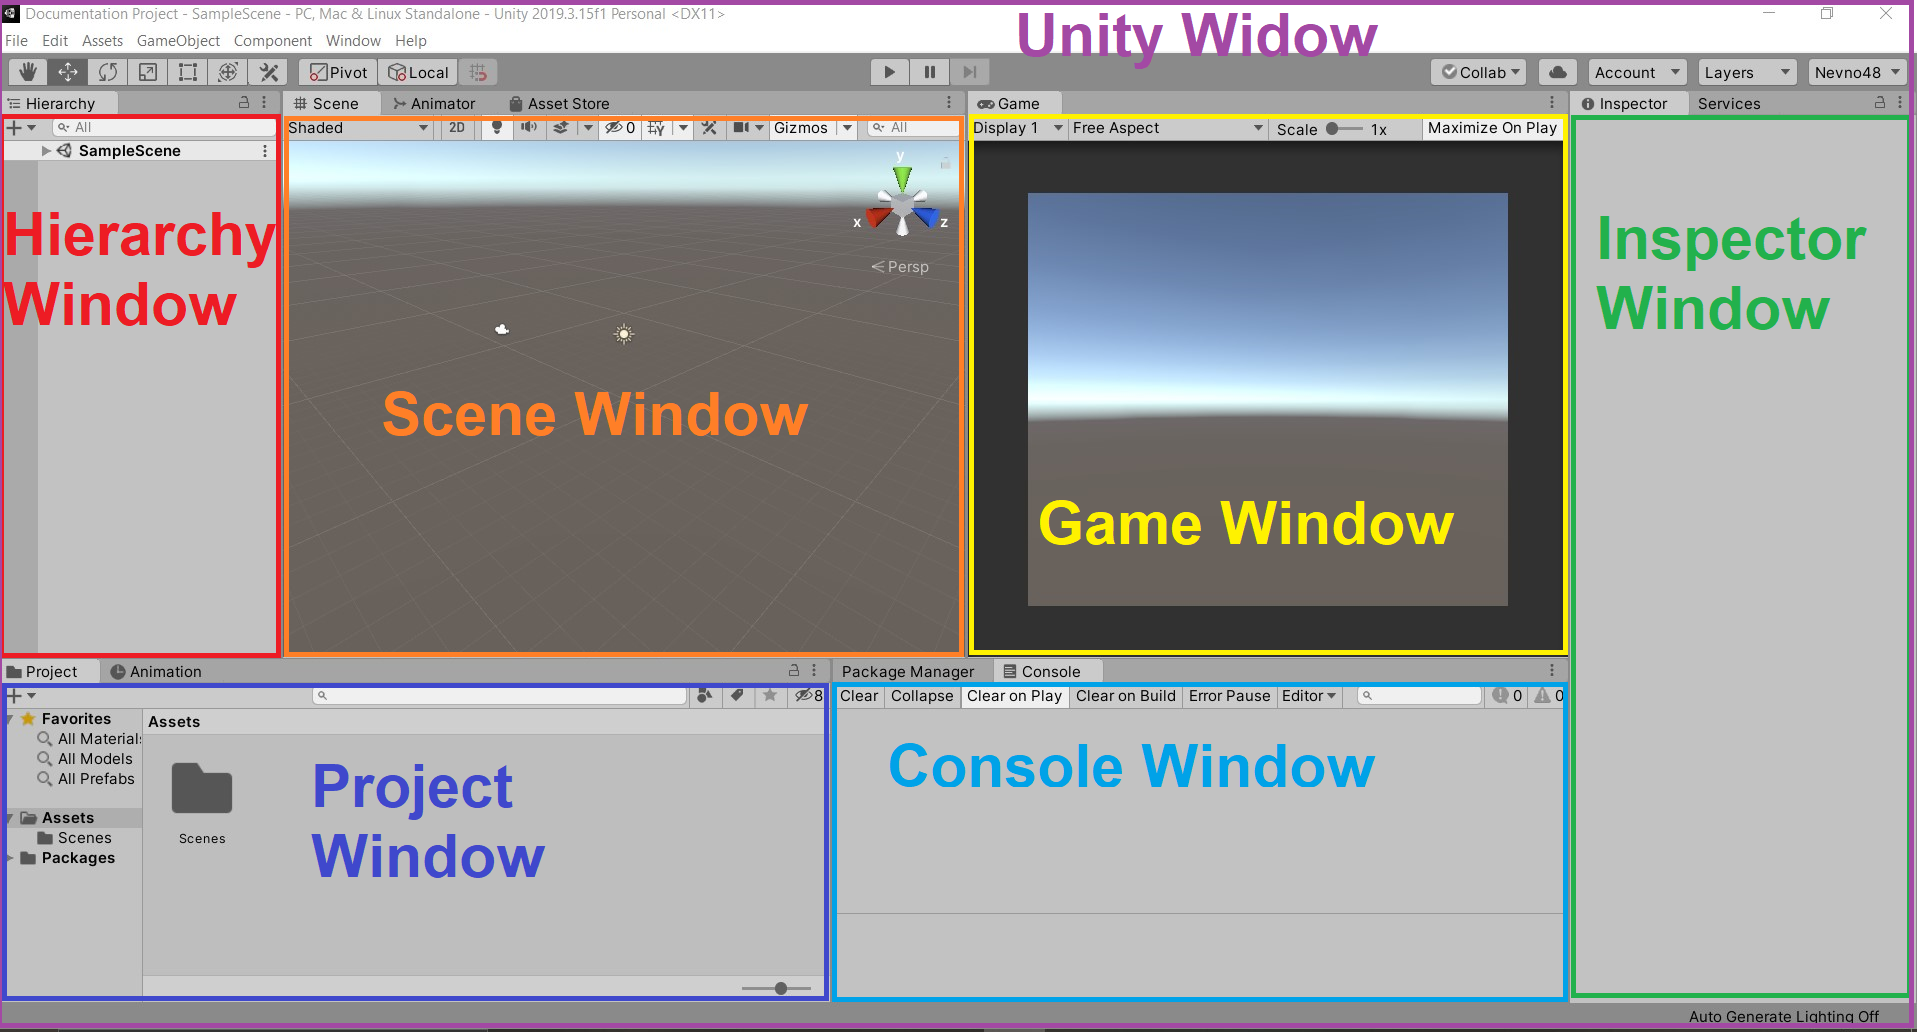 Documentation Project - SampleScene - PC, Mac & Linux Standalone - Unity 2019.3.15f1 Personal <DX11>
Unity Widow
File Edit Assets GameObject Component Window Help
Pivot Local Collab Account Layers Nevno48
Hierarchy Scene Animator Asset Store Game Inspector Services
All Shaded 2D 0 Gizmos All Display 1 Free Aspect Scale 1x Maximize On Play
SampleScene
y
x z
Persp
Hierarchy
Window
Scene Window
Game Window
Inspector
Window
Project Animation Package Manager Console
8 Clear Collapse Clear on Play Clear on Build Error Pause Editor 0 0
Favorites
All Materials
All Models
All Prefabs
Assets
Scenes
Packages
Assets
Scenes
Project
Window
Console Window
Auto Generate Lighting Off